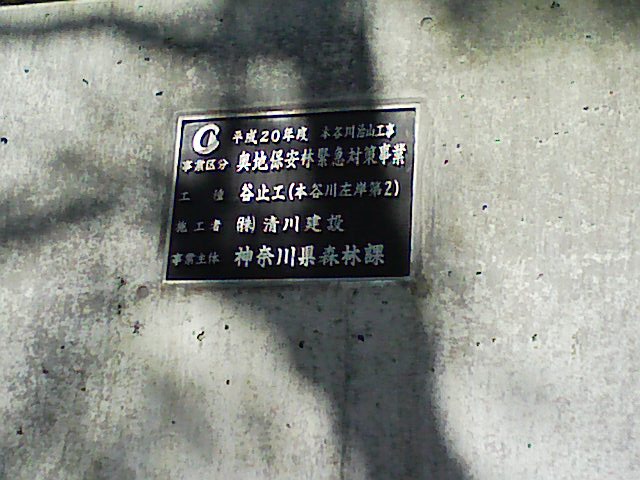 平成20年度 本谷川治山工事
事業区分 奥地保安林緊急対策事業
工種 谷止工(本谷川左岸第2)
施工者 ㈱清川建設
事業主体 神奈川県森林課